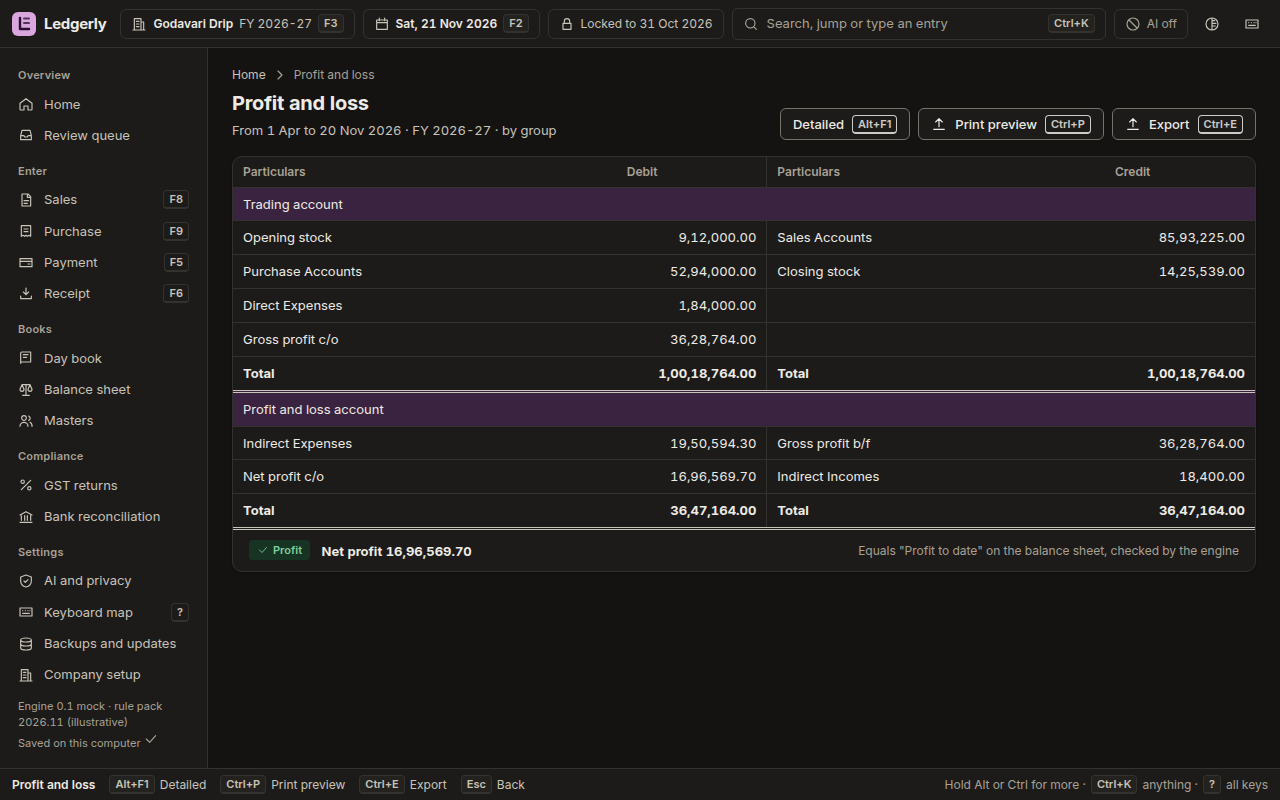 Ledgerly
Godavari Drip FY 2026-27 F3
Sat, 21 Nov 2026 F2
Locked to 31 Oct 2026
Search, jump or type an entry Ctrl+K
AI off
Overview
Home
Review queue
Enter
Sales F8
Purchase F9
Payment F5
Receipt F6
Books
Day book
Balance sheet
Masters
Compliance
GST returns
Bank reconciliation
Settings
AI and privacy
Keyboard map ?
Backups and updates
Company setup
Engine 0.1 mock · rule pack
2026.11 (illustrative)
Saved on this computer
Home > Profit and loss
Profit and loss
From 1 Apr to 20 Nov 2026 · FY 2026-27 · by group
Detailed Alt+F1
Print preview Ctrl+P
Export Ctrl+E
Particulars Debit Particulars Credit
Trading account
Opening stock 9,12,000.00 Sales Accounts 85,93,225.00
Purchase Accounts 52,94,000.00 Closing stock 14,25,539.00
Direct Expenses 1,84,000.00
Gross profit c/o 36,28,764.00
Total 1,00,18,764.00 Total 1,00,18,764.00
Profit and loss account
Indirect Expenses 19,50,594.30 Gross profit b/f 36,28,764.00
Net profit c/o 16,96,569.70 Indirect Incomes 18,400.00
Total 36,47,164.00 Total 36,47,164.00
Profit Net profit 16,96,569.70 Equals "Profit to date" on the balance sheet, checked by the engine
Profit and loss Alt+F1 Detailed Ctrl+P Print preview Ctrl+E Export Esc Back
Hold Alt or Ctrl for more · Ctrl+K anything · ? all keys